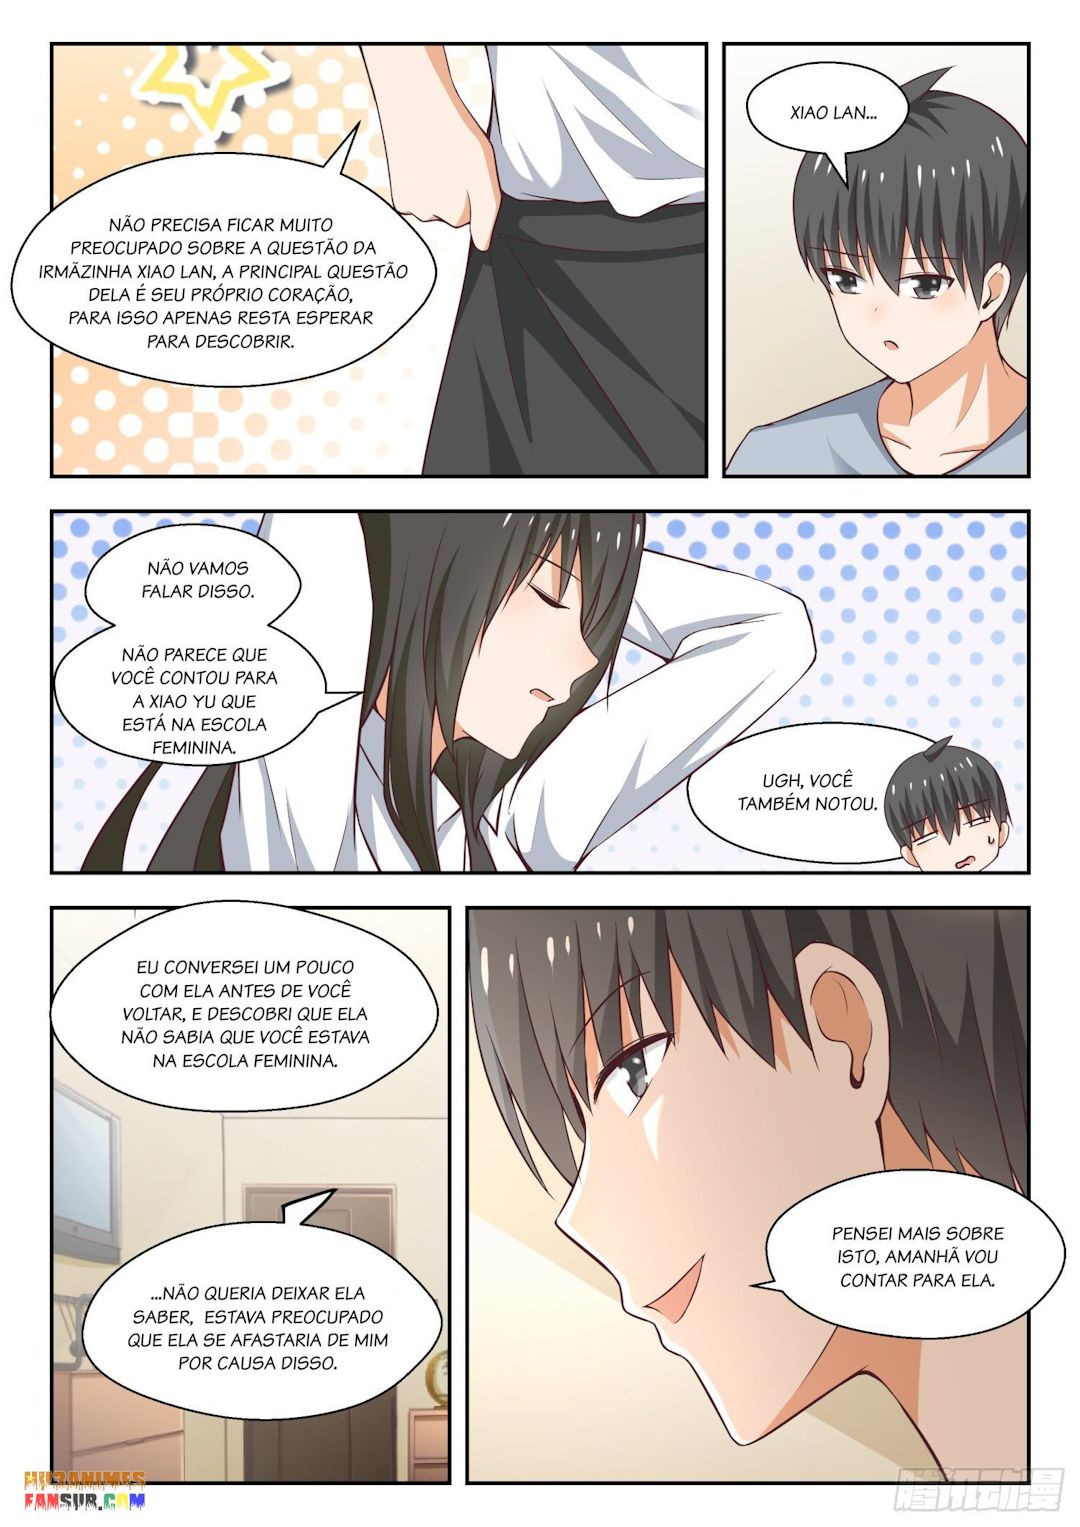 NÃO PRECISA FICAR MUITO
PREOCUPADO SOBRE A QUESTÃO DA
IRMÃZINHA XIAO LAN, A PRINCIPAL QUESTÃO
DELA É SEU PRÓPRIO CORAÇÃO,
PARA ISSO APENAS RESTA ESPERAR
PARA DESCOBRIR.
XIAO LAN...
NÃO VAMOS
FALAR DISSO.
NÃO PARECE QUE
VOCÊ CONTOU PARA
A XIAO YU QUE
ESTÁ NA ESCOLA
FEMININA.
UGH, VOCÊ
TAMBÉM NOTOU.
EU CONVERSEI UM POUCO
COM ELA ANTES DE VOCÊ
VOLTAR, E DESCOBRI QUE ELA
NÃO SABIA QUE VOCÊ ESTAVA
NA ESCOLA FEMININA.
...NÃO QUERIA DEIXAR ELA
SABER, ESTAVA PREOCUPADO
QUE ELA SE AFASTARIA DE MIM
POR CAUSA DISSO.
PENSEI MAIS SOBRE
ISTO, AMANHÃ VOU
CONTAR PARA ELA.
FANSUB.COM
腾讯动漫